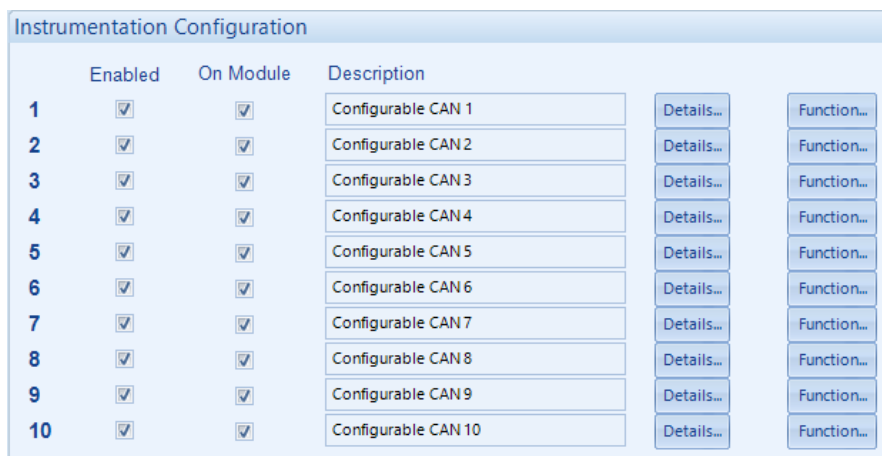 Instrumentation Configuration
Enabled On Module Description
1 Configurable CAN 1 Details... Function...
2 Configurable CAN 2 Details... Function...
3 Configurable CAN 3 Details... Function...
4 Configurable CAN 4 Details... Function...
5 Configurable CAN 5 Details... Function...
6 Configurable CAN 6 Details... Function...
7 Configurable CAN 7 Details... Function...
8 Configurable CAN 8 Details... Function...
9 Configurable CAN 9 Details... Function...
10 Configurable CAN 10 Details... Function...